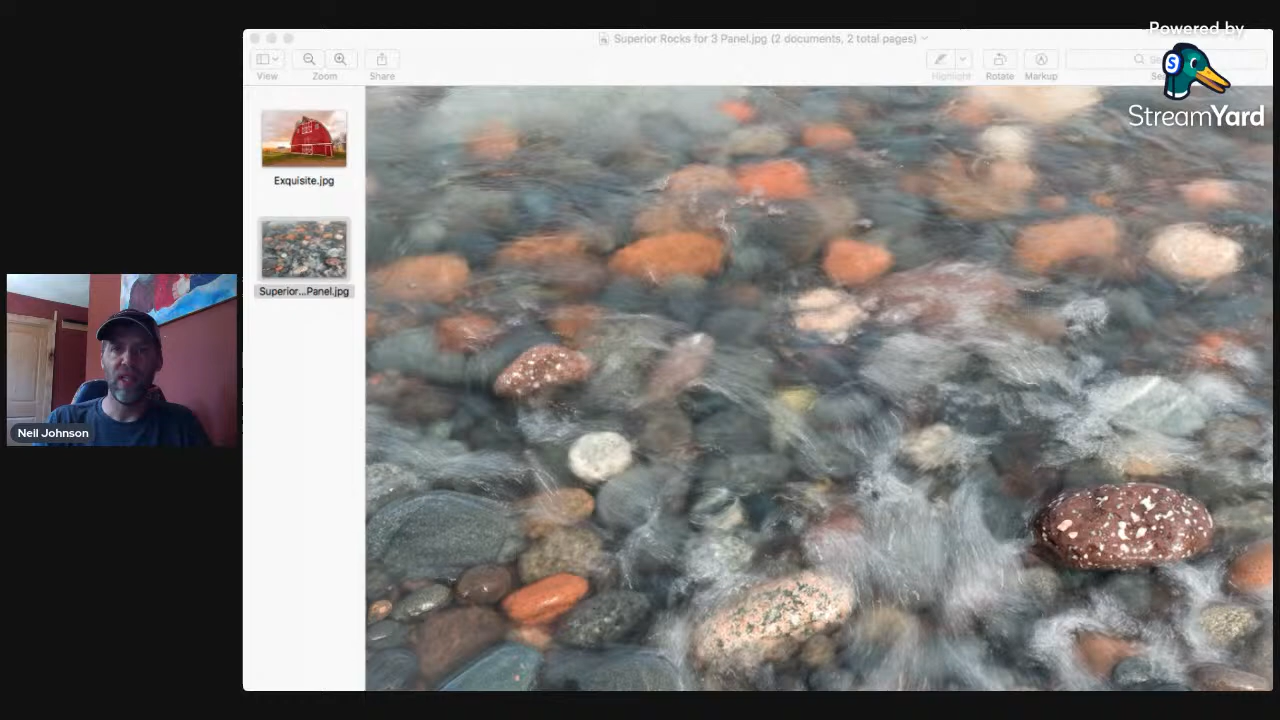 Powered by
StreamYard
Superior Rocks for 3 Panel.jpg (2 documents, 2 total pages)
View
Zoom
Share
Highlight
Rotate
Markup
Exquisite.jpg
Superior...Panel.jpg
Neil Johnson